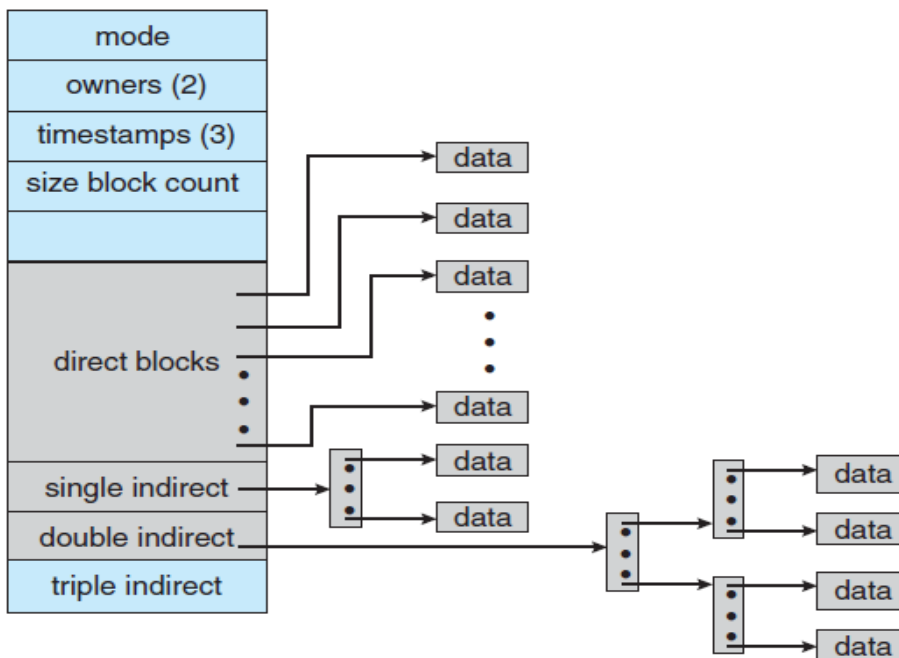 mode
owners (2)
timestamps (3)
size block count
direct blocks
single indirect
double indirect
triple indirect
data
data
data
data
data
data
data
data
data
data